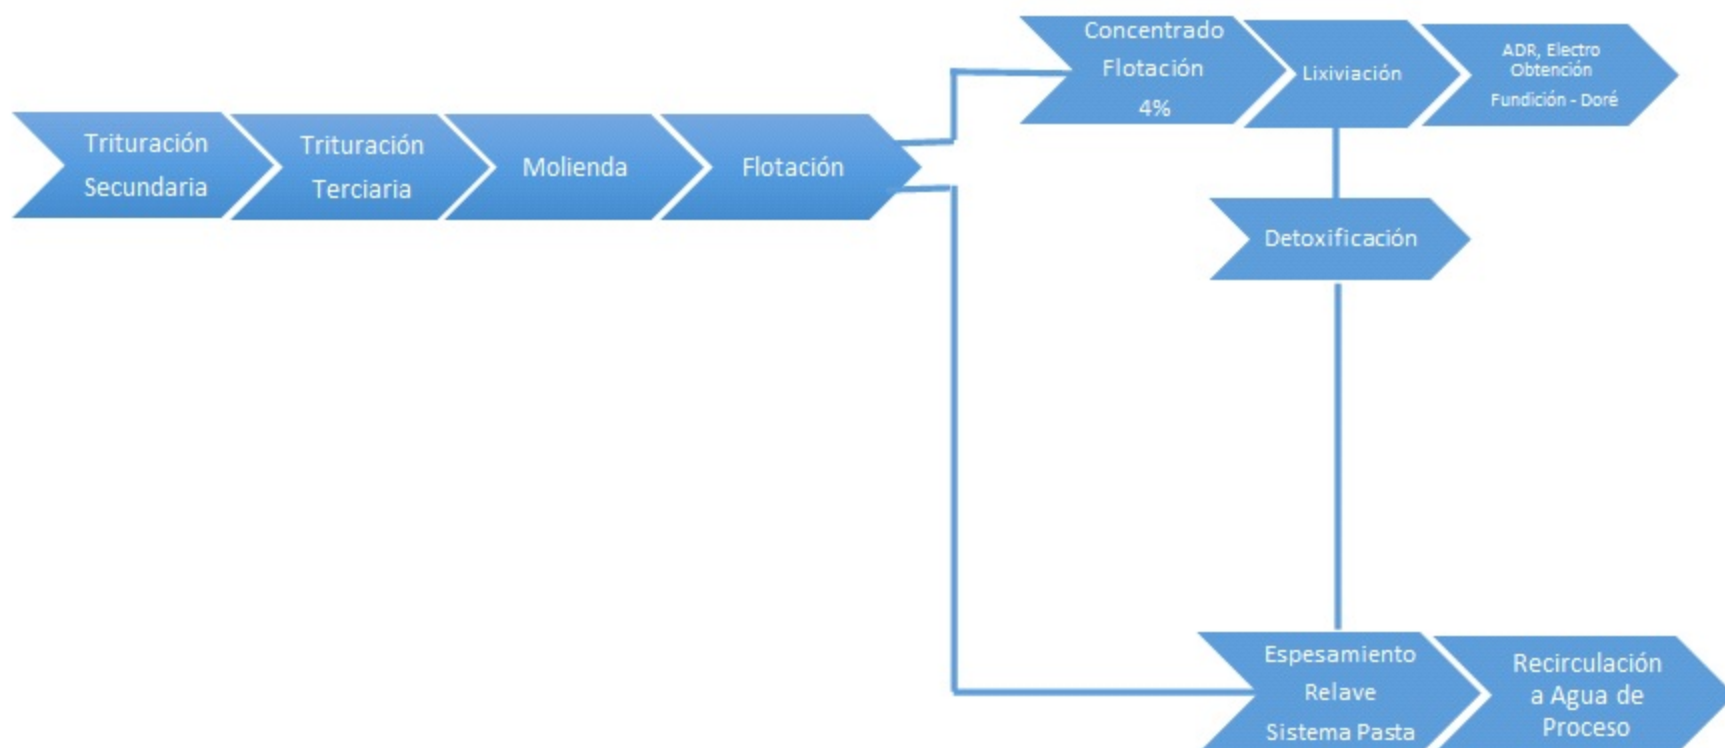 Trituración
Secundaria
Trituración
Terciaria
Molienda
Flotación
Concentrado
Flotación
4%
Lixiviación
ADR, Electro
Obtención
Fundición - Doré
Detoxificación
Espesamiento
Relave
Sistema Pasta
Recirculación
a Agua de
Proceso